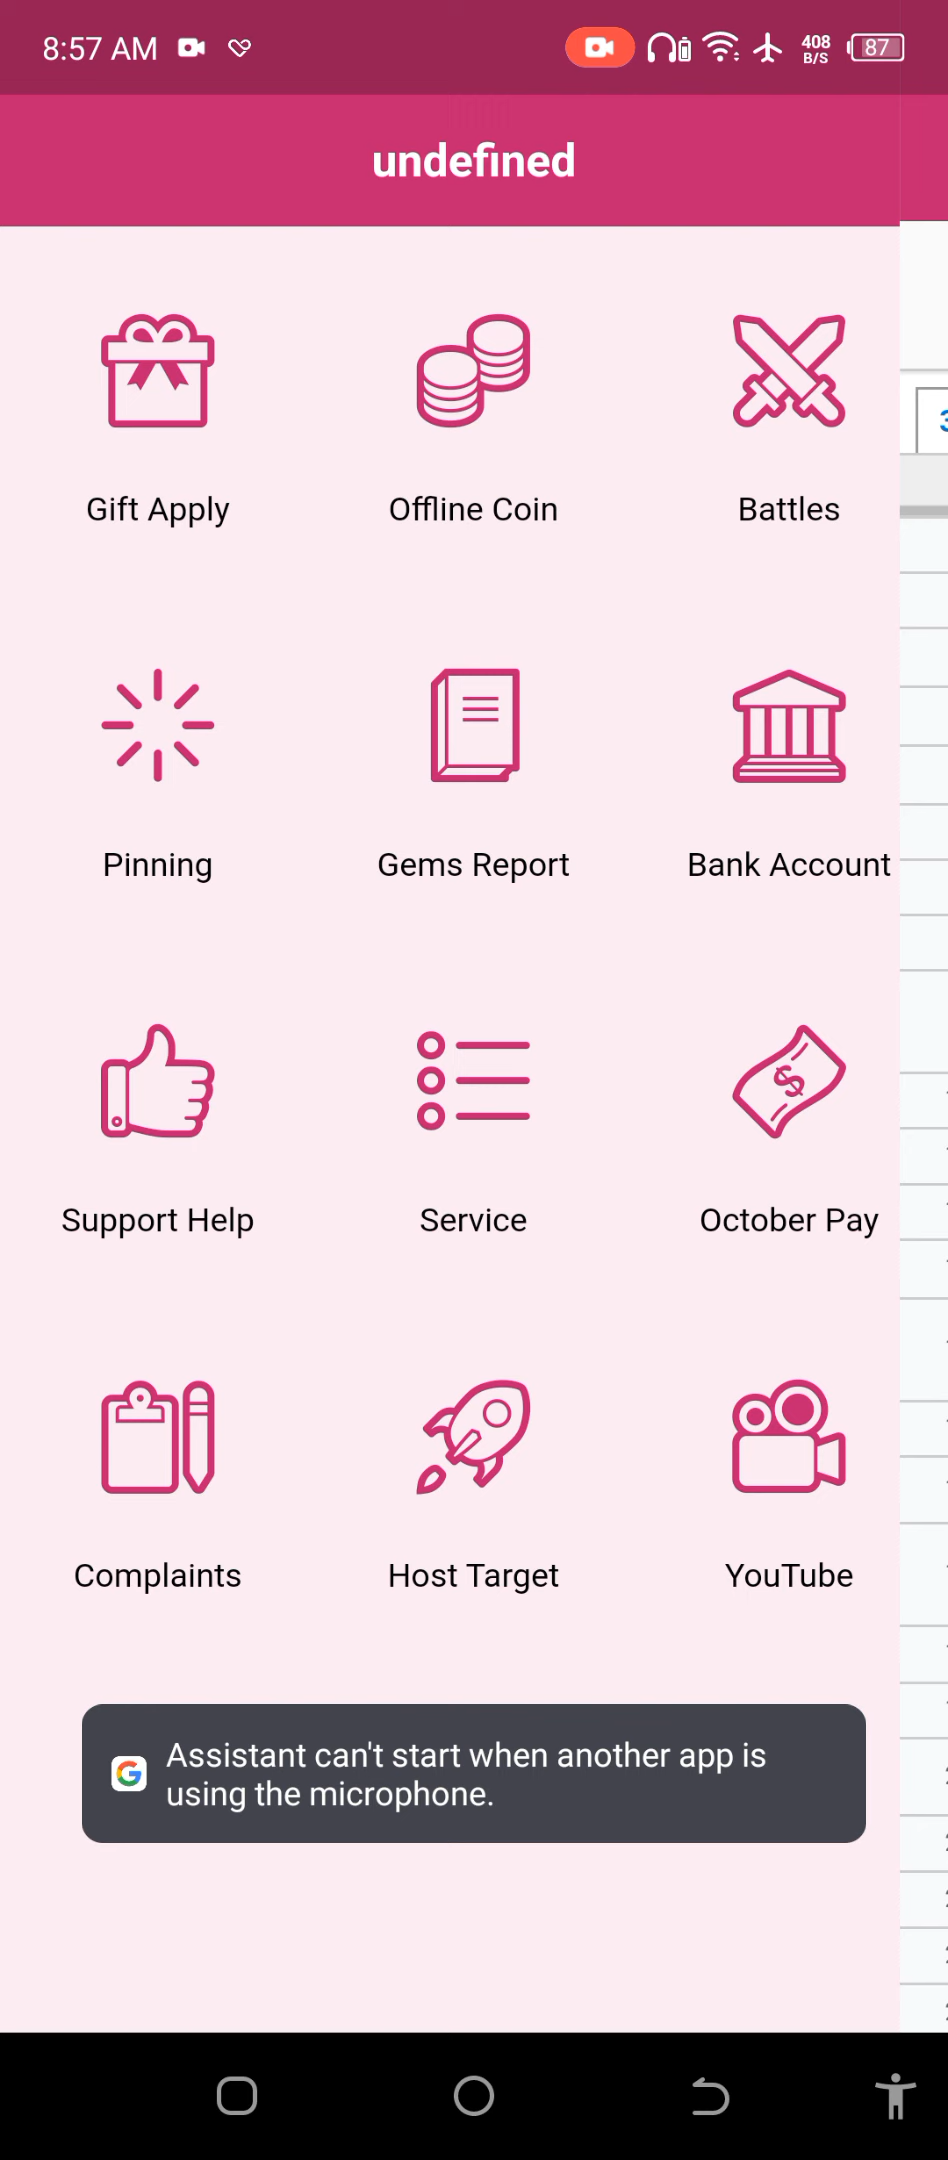 8:57 AM
408
B/S
87
undefined
Gift Apply
Offline Coin
Battles
Pinning
Gems Report
Bank Account
Support Help
Service
October Pay
Complaints
Host Target
YouTube
Assistant can't start when another app is
using the microphone.